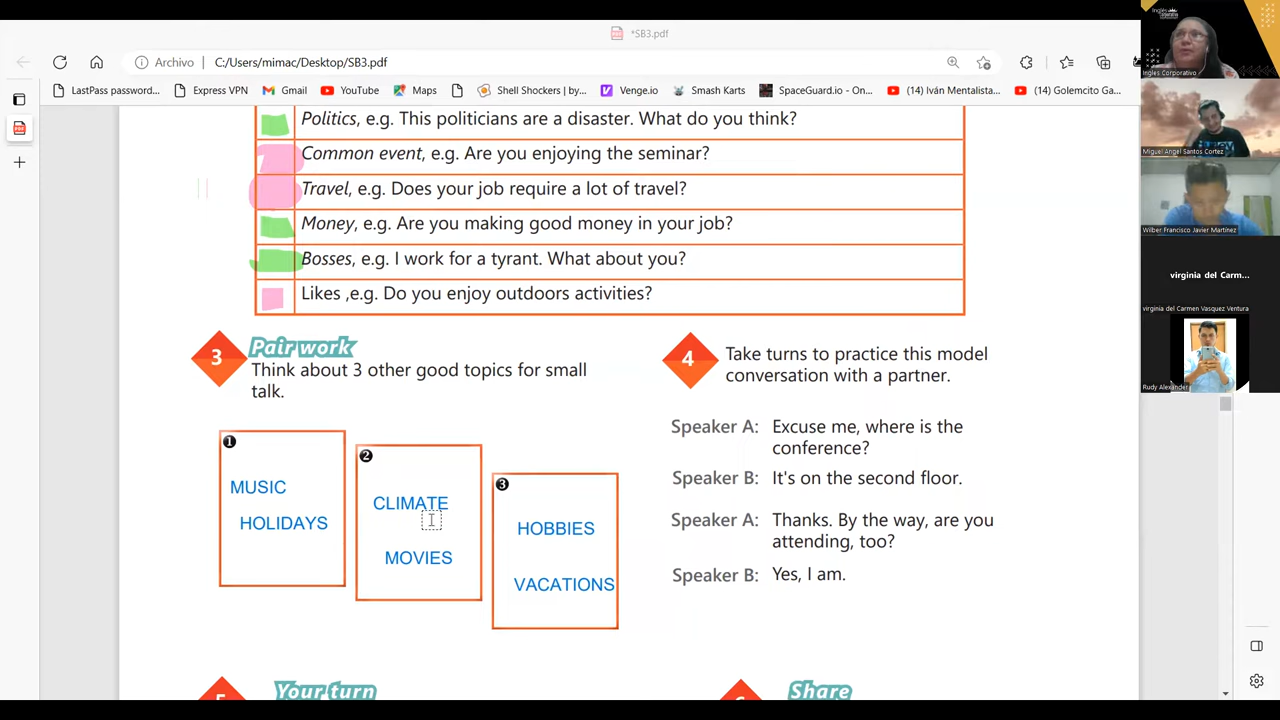 *SB3.pdf
Archivo
C:/Users/mimac/Desktop/SB3.pdf
LastPass password...
Express VPN
Gmail
YouTube
Maps
Shell Shockers | by...
Venge.io
Smash Karts
SpaceGuard.io - On...
(14) Iván Mentalista...
(14) Golemcito Ga...
Politics, e.g. This politicians are a disaster. What do you think?
Common event, e.g. Are you enjoying the seminar?
Travel, e.g. Does your job require a lot of travel?
Money, e.g. Are you making good money in your job?
Bosses, e.g. I work for a tyrant. What about you?
Likes ,e.g. Do you enjoy outdoors activities?
3 Pair work
Think about 3 other good topics for small
talk.
1
MUSIC
HOLIDAYS
2
CLIMATE
MOVIES
3
HOBBIES
VACATIONS
4 Take turns to practice this model
conversation with a partner.
Speaker A: Excuse me, where is the
conference?
Speaker B: It's on the second floor.
Speaker A: Thanks. By the way, are you
attending, too?
Speaker B: Yes, I am.
5 Your turn
6 Share
Inglés Corporativo
Miguel Angel Santos Cortez
Wilber Francisco Javier Martínez
virginia del Carm...
virginia del Carmen Vasquez Ventura
Rudy Alexander